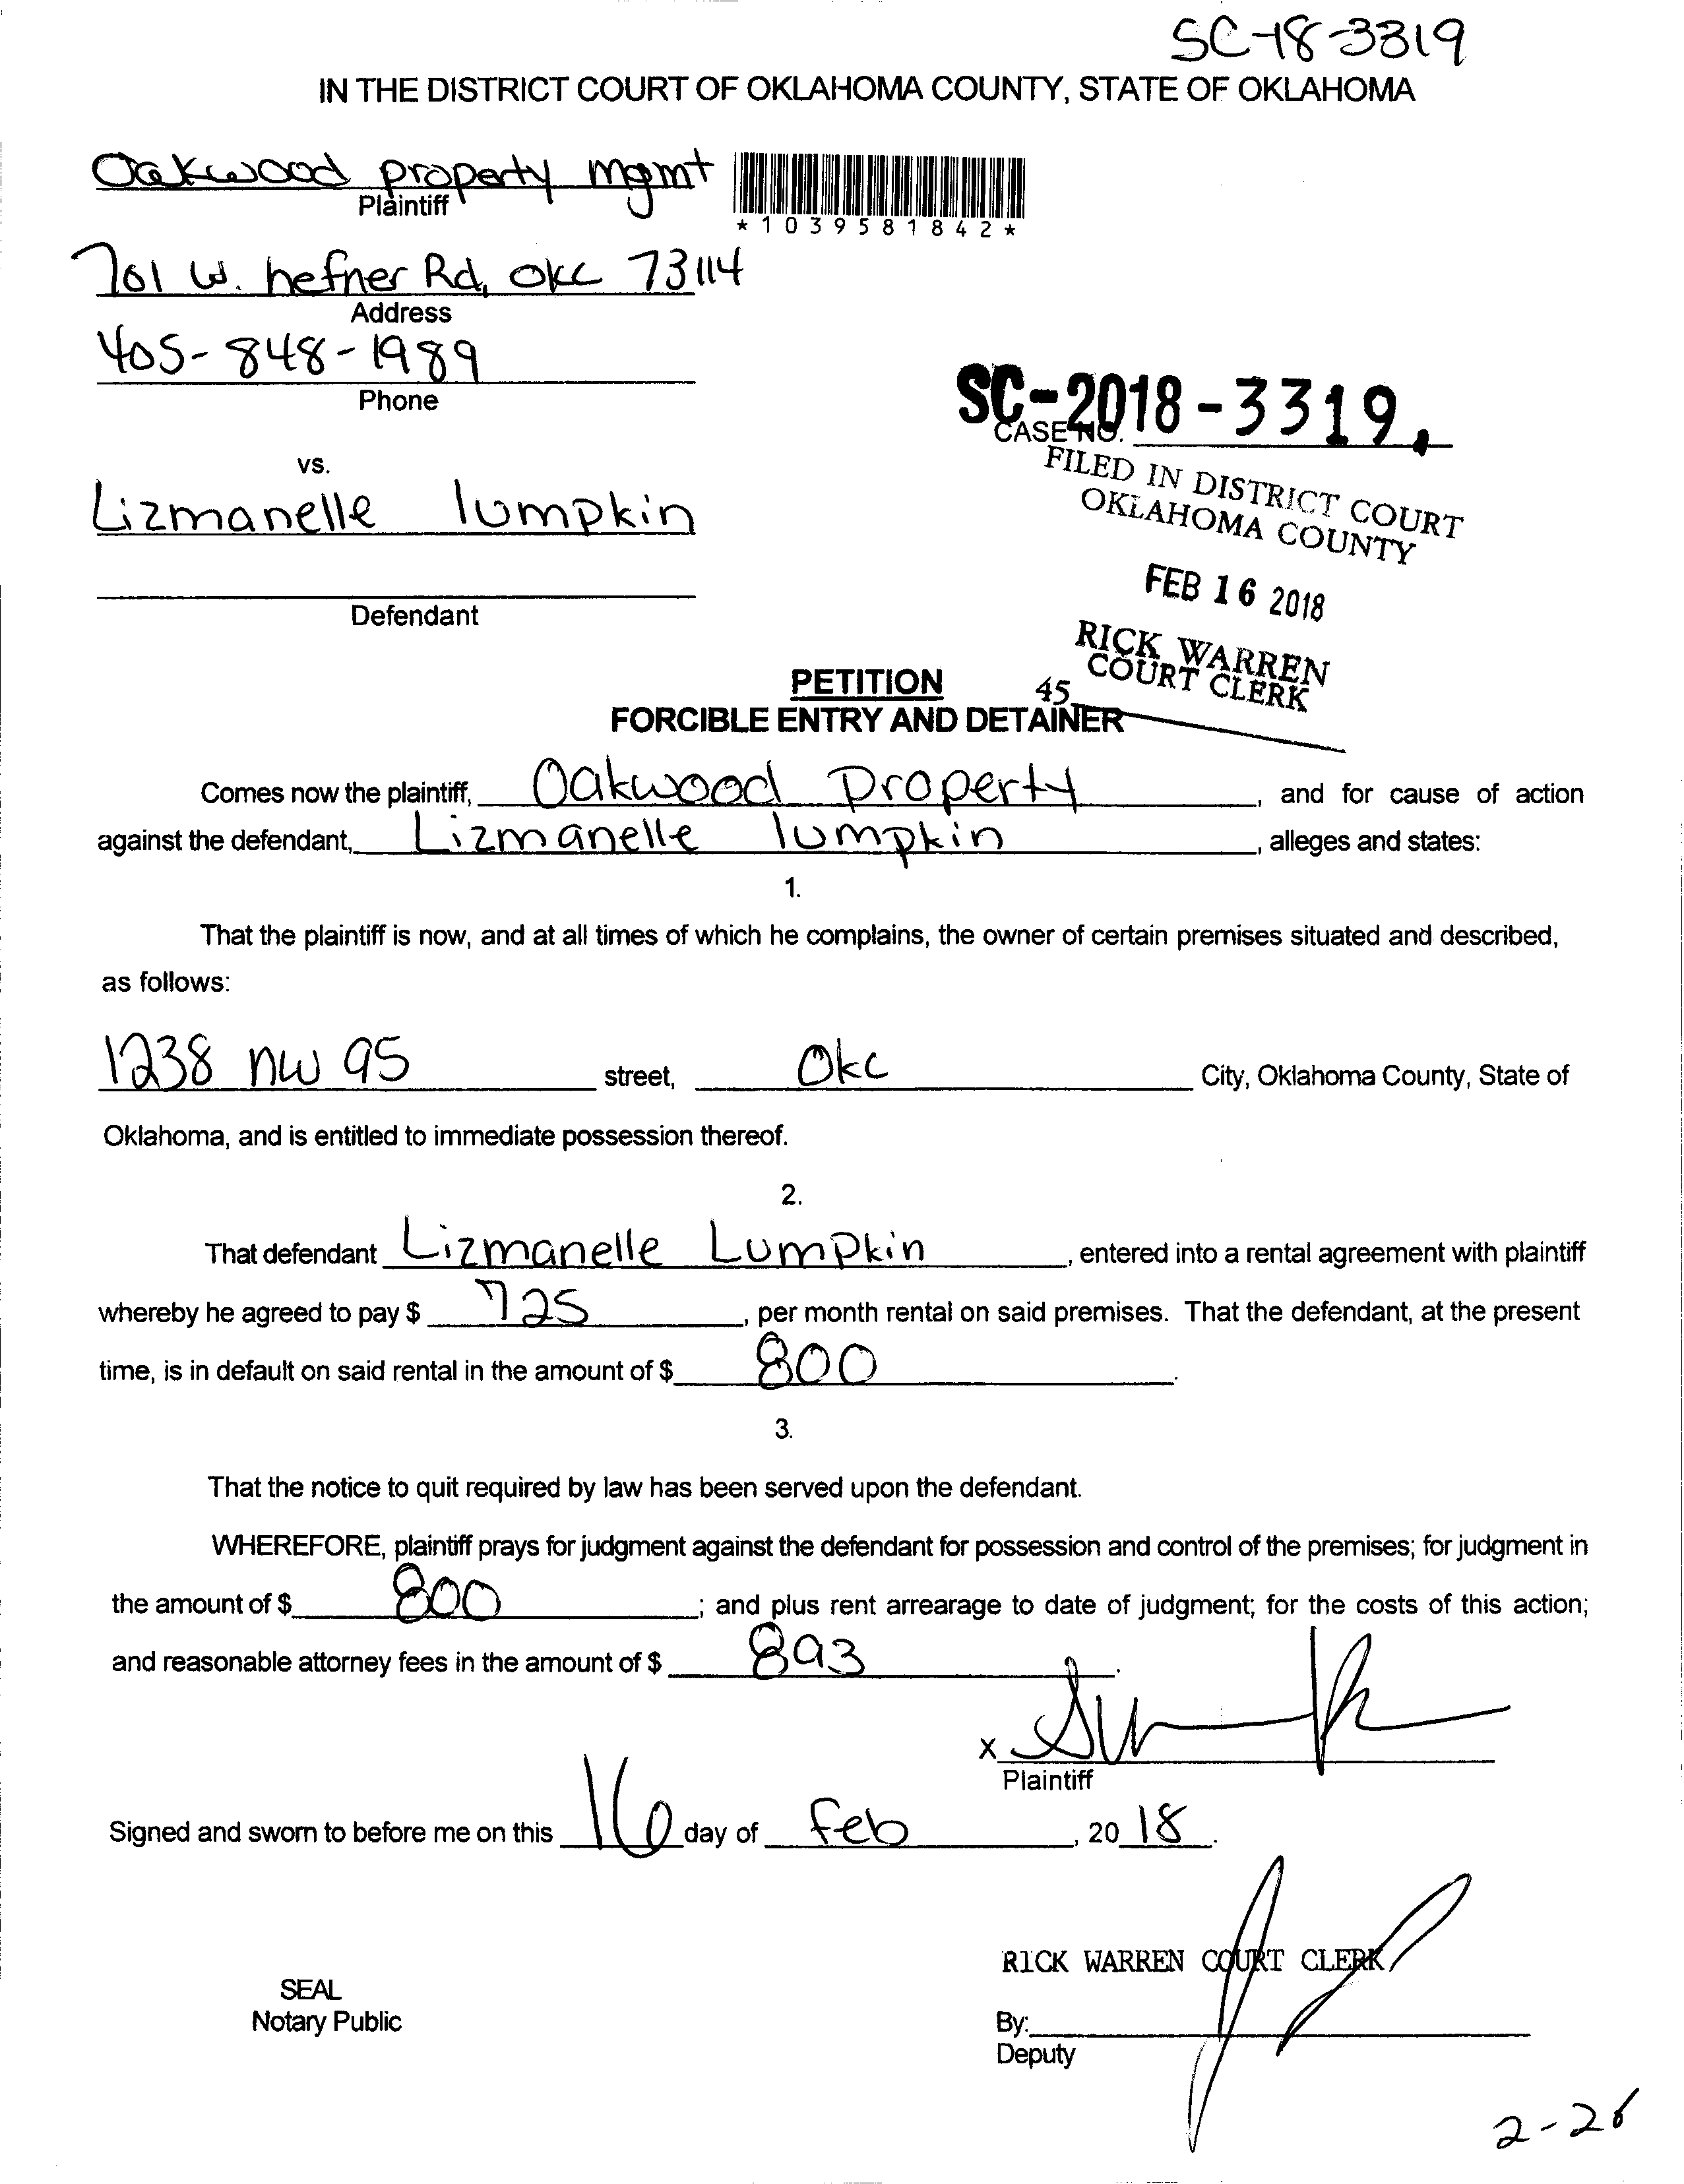 SC-18-3319
IN THE DISTRICT COURT OF OKLAHOMA COUNTY, STATE OF OKLAHOMA
Oakwood property mgmt
Plaintiff
*1039581842*
701 W. hefner Rd, OKC 73114
Address
405-848-1989
Phone
SC-2018-3319
CASE NO.
FILED IN DISTRICT COURT
OKLAHOMA COUNTY
vs.
Lizmanelle lumpkin
FEB 16 2018
Defendant
RICK WARREN
COURT CLERK
45
PETITION
FORCIBLE ENTRY AND DETAINER
Comes now the plaintiff, Oakwood Property, and for cause of action
against the defendant, Lizmanelle lumpkin, alleges and states:
1.
That the plaintiff is now, and at all times of which he complains, the owner of certain premises situated and described,
as follows:
1238 nw 95 street, Okc City, Oklahoma County, State of
Oklahoma, and is entitled to immediate possession thereof.
2.
That defendant Lizmanelle Lumpkin, entered into a rental agreement with plaintiff
whereby he agreed to pay $ 725, per month rental on said premises. That the defendant, at the present
time, is in default on said rental in the amount of $ 800.
3.
That the notice to quit required by law has been served upon the defendant.
WHEREFORE, plaintiff prays for judgment against the defendant for possession and control of the premises; for judgment in
the amount of $ 800; and plus rent arrearage to date of judgment; for the costs of this action;
and reasonable attorney fees in the amount of $ 893.
X
Plaintiff
Signed and sworn to before me on this 16 day of Feb, 20 18.
RICK WARREN COURT CLERK
SEAL
Notary Public
By:
Deputy
2-26